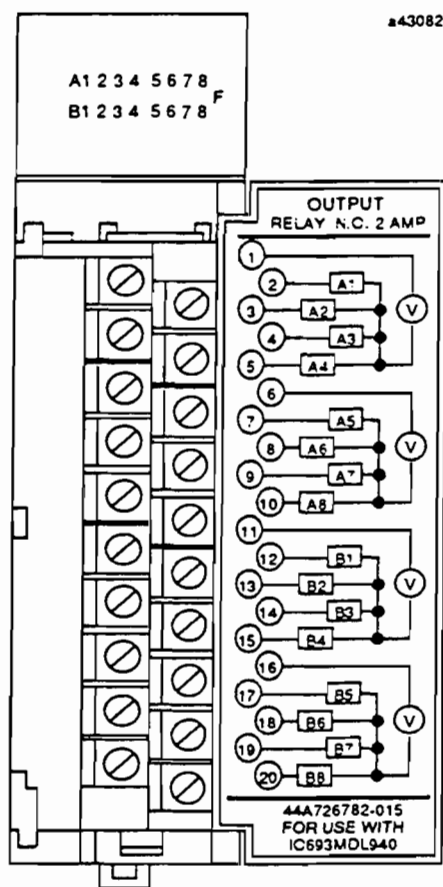 a43082
A1 2 3 4 5 6 7 8
F
B1 2 3 4 5 6 7 8
OUTPUT
RELAY N.C. 2 AMP
1
2 A1
3 A2 V
4 A3
5 A4
6
7 A5
8 A6 V
9 A7
10 A8
11
12 B1
13 B2 V
14 B3
15 B4
16
17 B5
18 B6 V
19 B7
20 B8
44A726782-015
FOR USE WITH
IC693MDL940